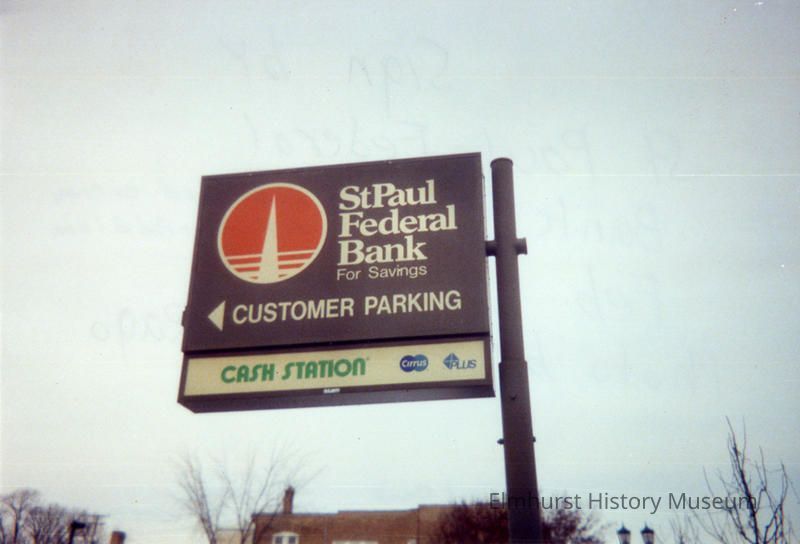 StPaul
Federal
Bank
For Savings
CUSTOMER PARKING
CASH STATION
Cirrus
PLUS
Elmhurst History Museum